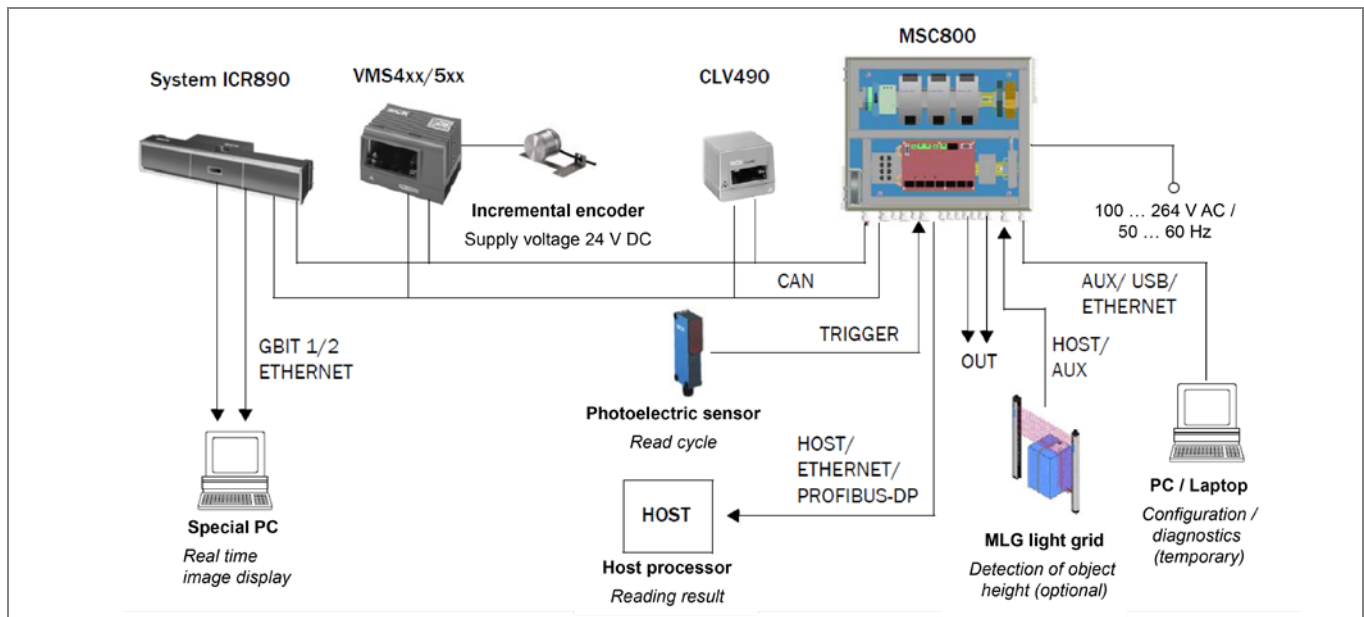 MSC800
System ICR890
VMS4xx/5xx
CLV490
SICK
Incremental encoder
Supply voltage 24 V DC
100 … 264 V AC /
50 … 60 Hz
CAN
AUX/ USB/
ETHERNET
TRIGGER
GBIT 1/2
ETHERNET
OUT
HOST/
AUX
Photoelectric sensor
Read cycle
HOST/
ETHERNET/
PROFIBUS-DP
HOST
Special PC
Real time
image display
Host processor
Reading result
MLG light grid
Detection of object
height (optional)
PC / Laptop
Configuration /
diagnostics
(temporary)